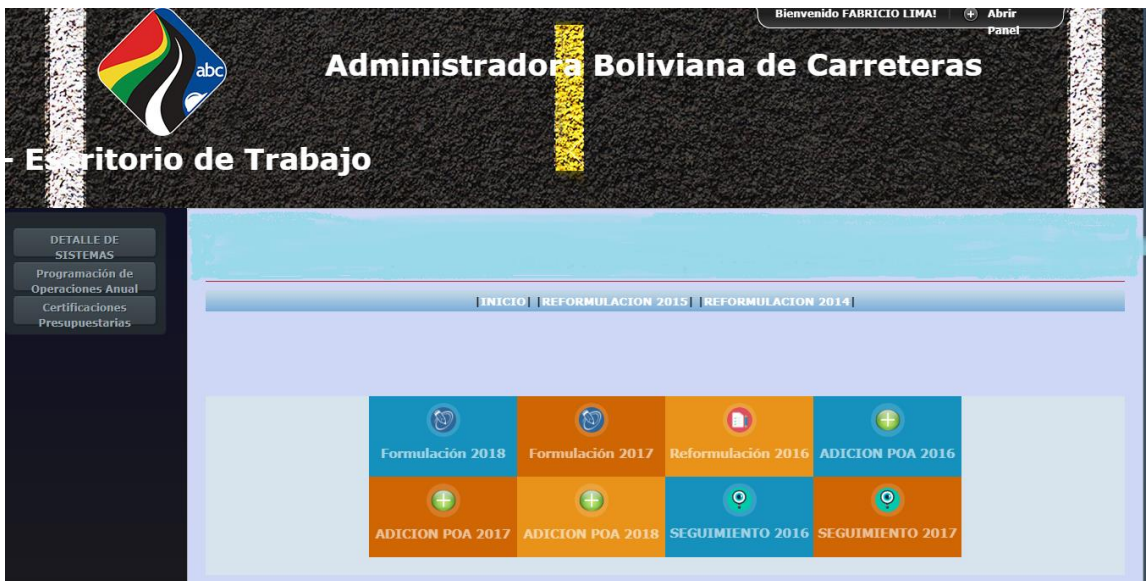 Bienvenido FABRICIO LIMA! Abrir
Panel
abc
Administradora Boliviana de Carreteras
- Escritorio de Trabajo
DETALLE DE
SISTEMAS
Programación de
Operaciones Anual
Certificaciones
Presupuestarias
|INICIO| |REFORMULACION 2015| |REFORMULACION 2014|
Formulación 2018 Formulación 2017 Reformulación 2016 ADICION POA 2016
ADICION POA 2017 ADICION POA 2018 SEGUIMIENTO 2016 SEGUIMIENTO 2017